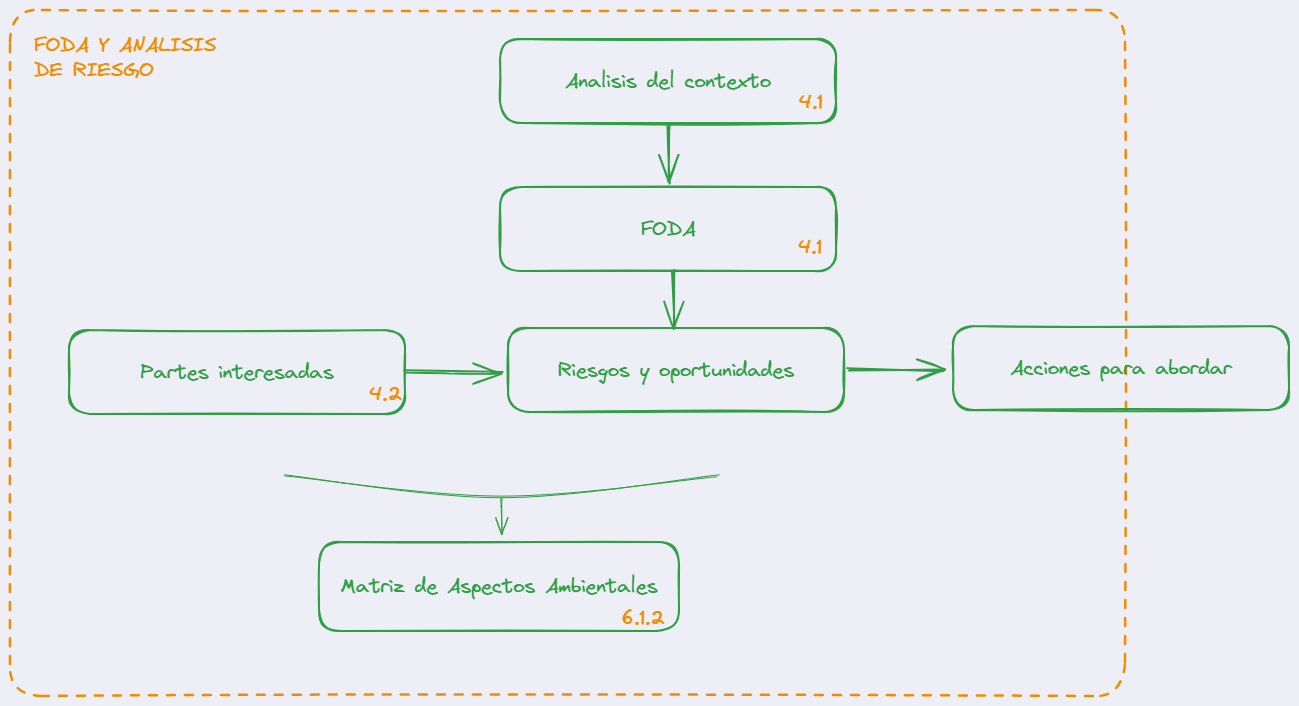 FODA Y ANALISIS
DE RIESGO
Analisis del contexto
4.1
FODA
4.1
Partes interesadas
4.2
Riesgos y oportunidades
Acciones para abordar
Matriz de Aspectos Ambientales
6.1.2